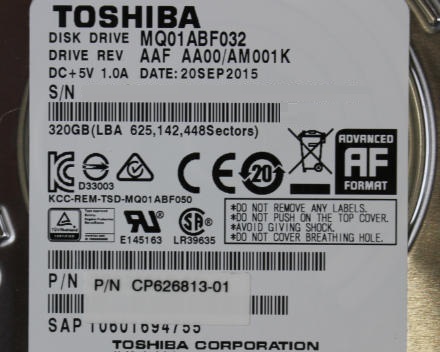 TOSHIBA
DISK DRIVE MQ01ABF032
DRIVE REV AAF AA00/AM001K
DC+5V 1.0A DATE:20SEP2015
S/N
320GB(LBA 625,142,448Sectors)
D33003
CE
20
ADVANCED
AF
FORMAT
KCC-REM-TSD-MQ01ABF050
E145163
LR39635
*DO NOT REMOVE ANY LABELS.
*DO NOT PUSH ON THE TOP COVER.
*AVOID GIVING SHOCK.
*DO NOT COVER BREATHING HOLE.
P/N P/N CP626813-01
SAP 10601694755
TOSHIBA CORPORATION